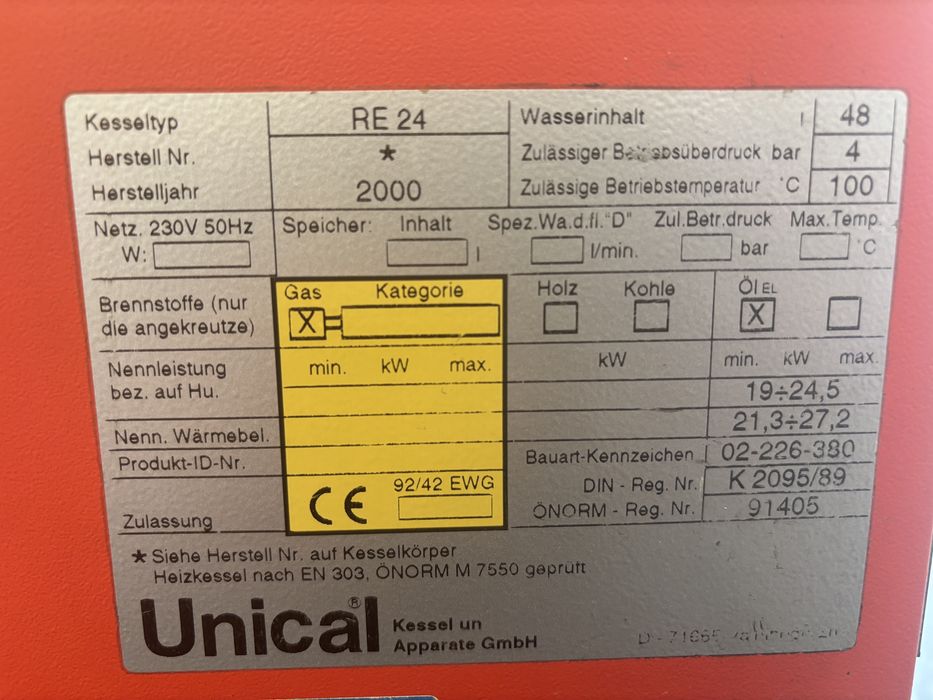 Kesseltyp RE 24 Wasserinhalt l 48
Herstell Nr. * Zulässiger Betriebsüberdruck bar 4
Herstelljahr 2000 Zulässige Betriebstemperatur °C 100
Netz. 230V 50Hz Speicher: Inhalt Spez.Wa.d.fl."D" Zul.Betr.druck Max.Temp.
W: l l/min. bar °C
Brennstoffe (nur Gas Kategorie Holz Kohle Öl EL
die angekreutze) X X
Nennleistung min. kW max. kW min. kW max.
bez. auf Hu. 19÷24,5
Nenn. Wärmebel. 21,3÷27,2
Produkt-ID-Nr. Bauart-Kennzeichen 02-226-380
92/42 EWG DIN - Reg. Nr. K 2095/89
Zulassung CE ÖNORM - Reg. Nr. 91405
* Siehe Herstell Nr. auf Kesselkörper
Heizkessel nach EN 303, ÖNORM M 7550 geprüft
Unical® Kessel un
Apparate GmbH